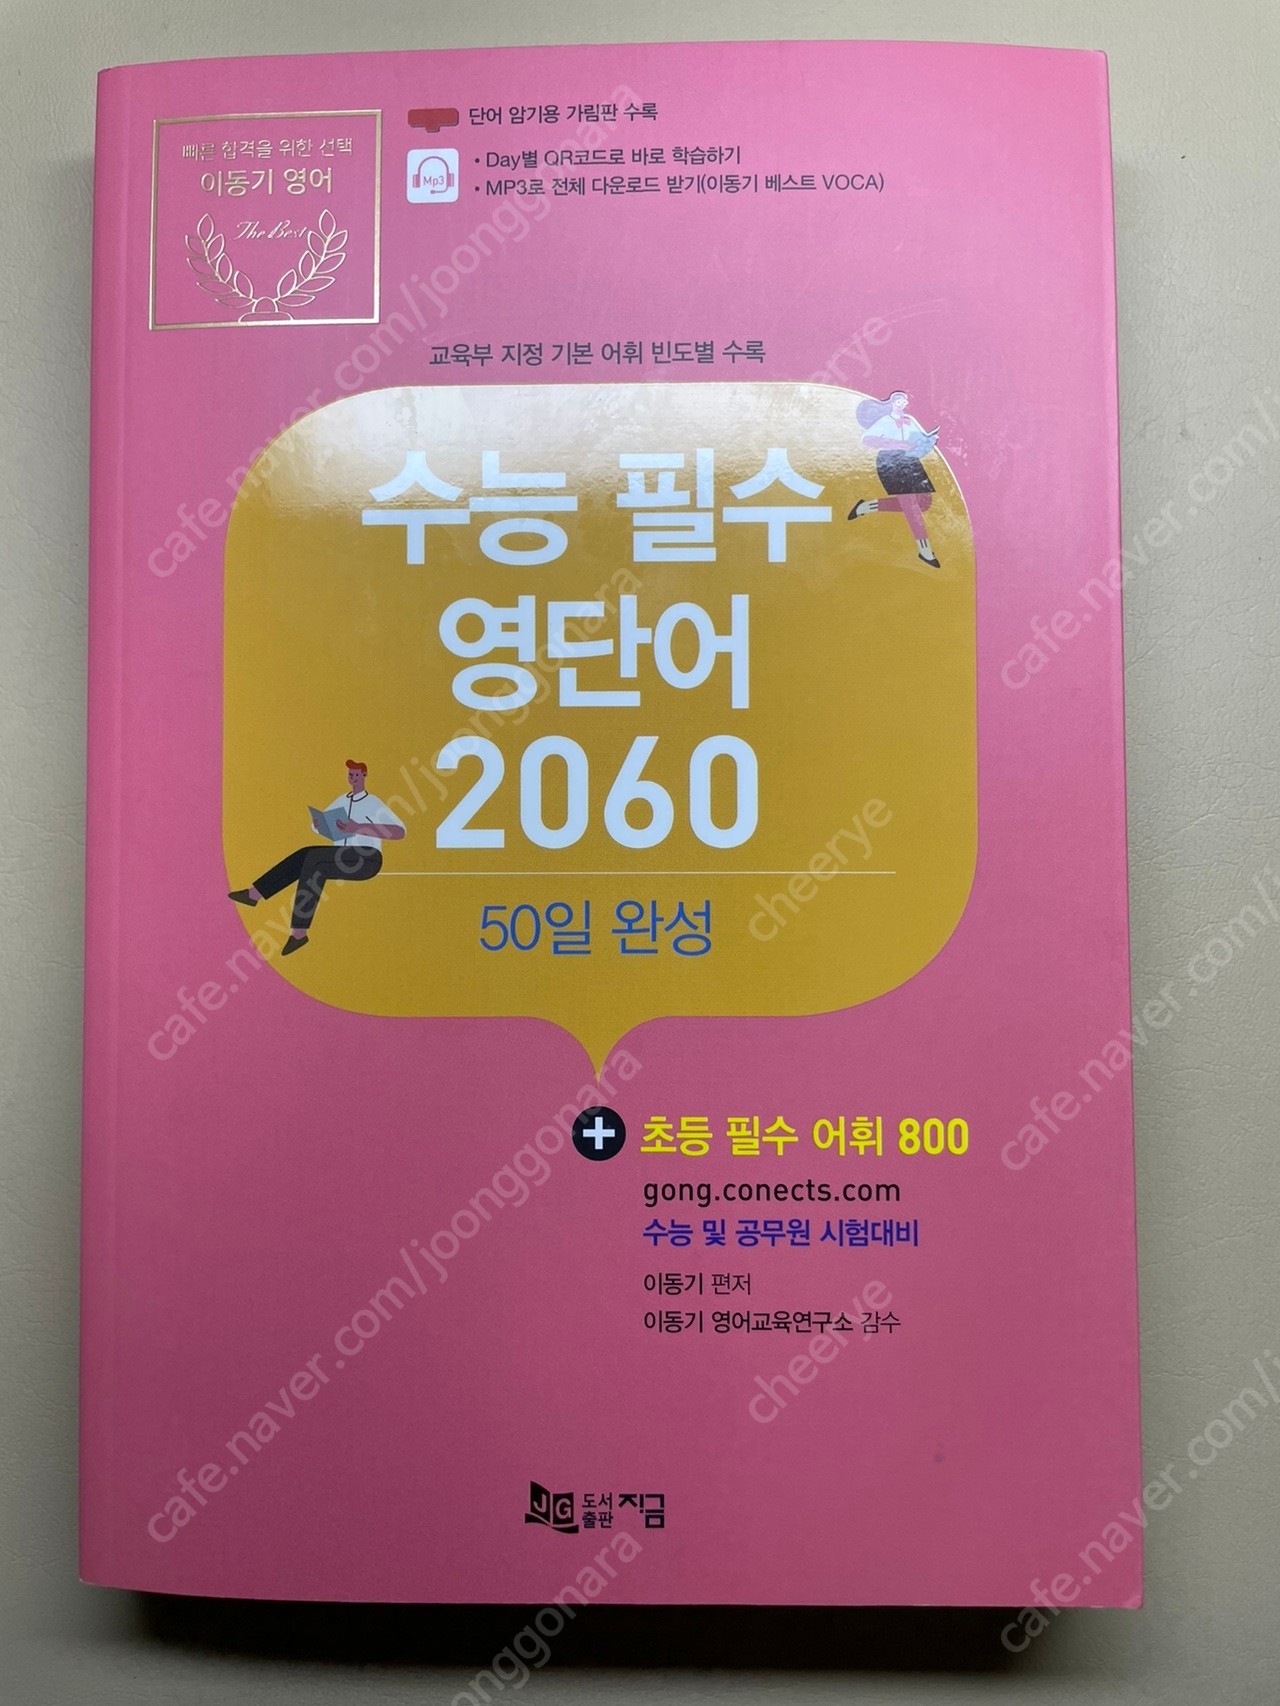 빠른 합격을 위한 선택
이동기 영어
The Best
단어 암기용 가림판 수록
Mp3
• Day별 QR코드로 바로 학습하기
• MP3로 전체 다운로드 받기(이동기 베스트 VOCA)
교육부 지정 기본 어휘 빈도별 수록
수능 필수
영단어
2060
50일 완성
+ 초등 필수 어휘 800
gong.conects.com
수능 및 공무원 시험대비
이동기 편저
이동기 영어교육연구소 감수
JG 도서출판 지금
cafe.naver.com/joonggonara
cheerye